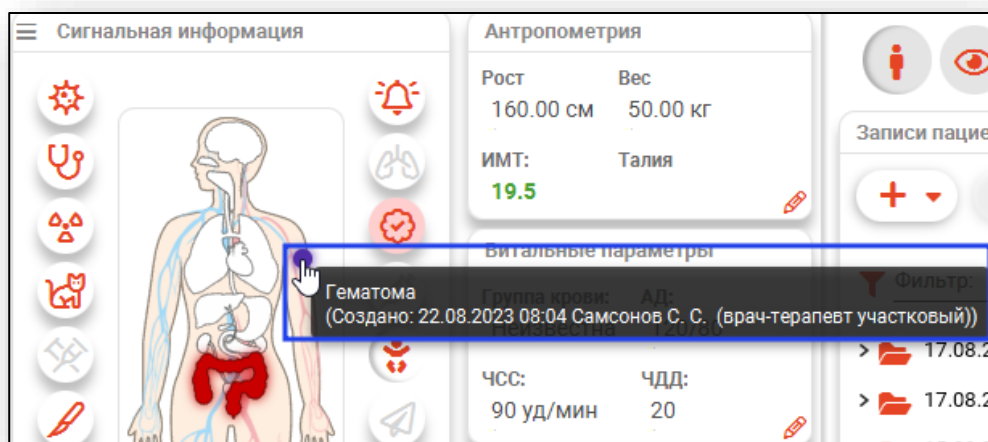 Сигнальная информация
Антропометрия
Рост Вес
160.00 см 50.00 кг
ИМТ: Талия
19.5
Витальные параметры
Группа крови: АД:
Неизвестна 120/80
Гематома
(Создано: 22.08.2023 08:04 Самсонов С. С. (врач-терапевт участковый))
ЧСС: ЧДД:
90 уд/мин 20
Записи пацие
Фильтр:
17.08.2
17.08.2